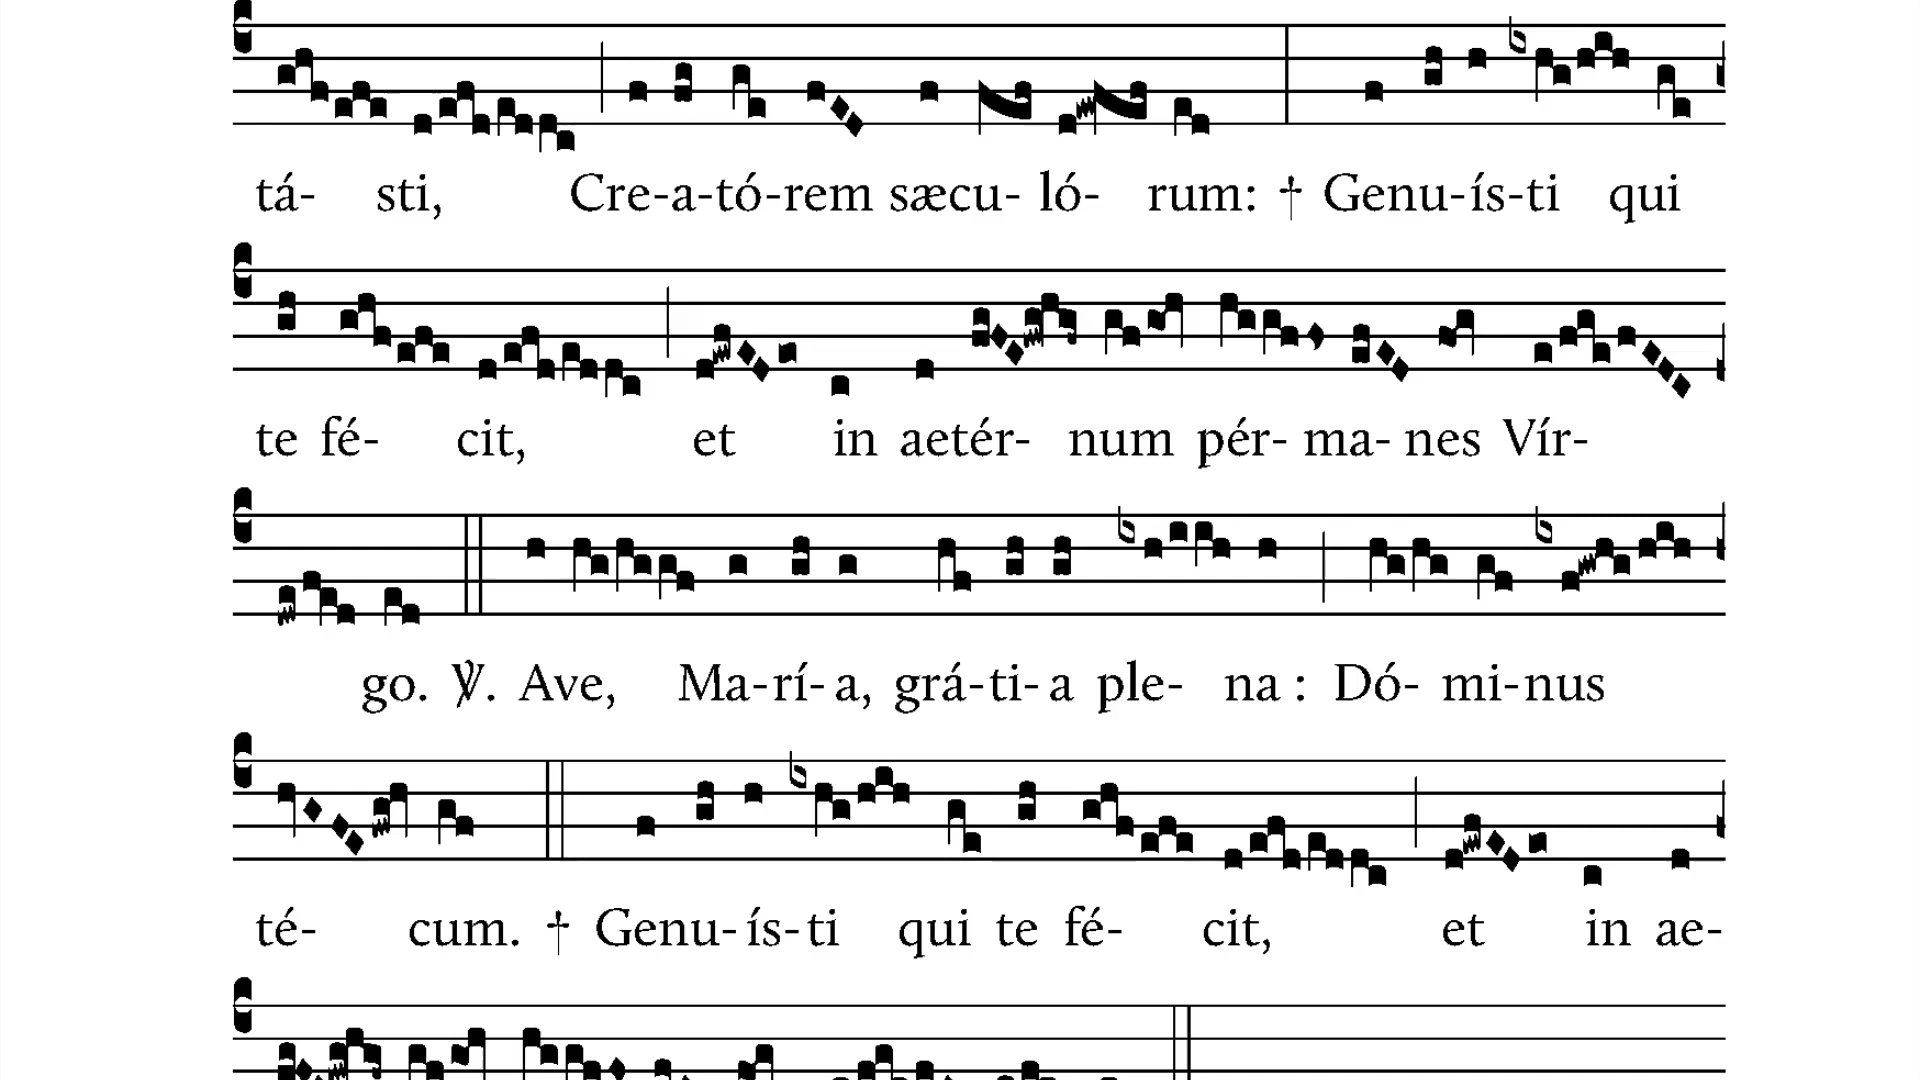 tá- sti, Cre-a-tó-rem sæcu- ló- rum: † Genu-ís-ti qui
te fé- cit, et in aetér- num pér- ma- nes Vír-
go. ℣. Ave, Ma-rí- a, grá-ti- a ple- na : Dó- mi-nus
té- cum. † Genu- ís-ti qui te fé- cit, et in ae-